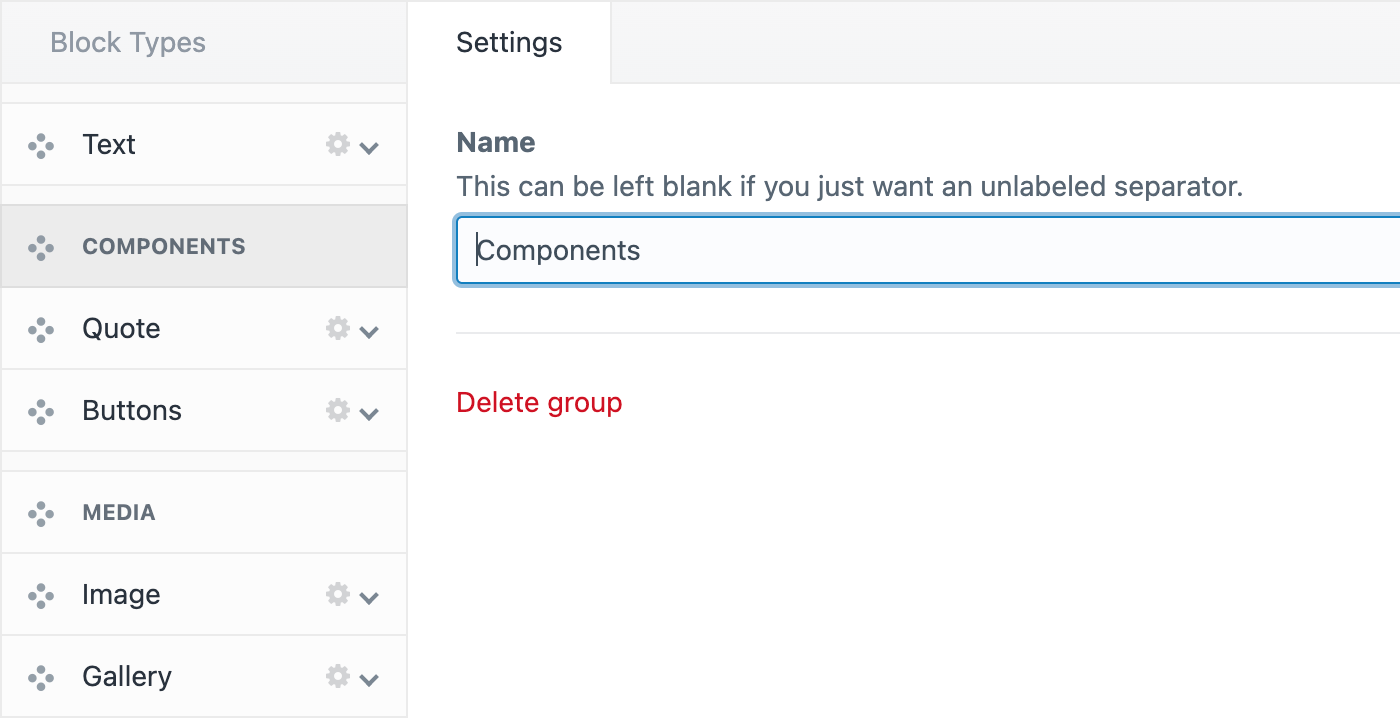 Block Types
Settings
Text
COMPONENTS
Quote
Buttons
MEDIA
Image
Gallery
Name
This can be left blank if you just want an unlabeled separator.
Components
Delete group